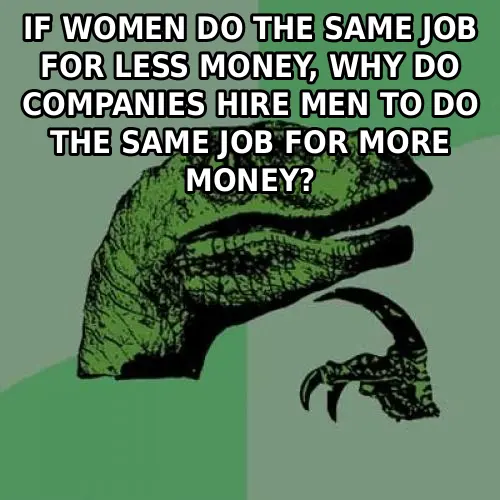 IF WOMEN DO THE SAME JOB
FOR LESS MONEY, WHY DO
COMPANIES HIRE MEN TO DO
THE SAME JOB FOR MORE
MONEY?